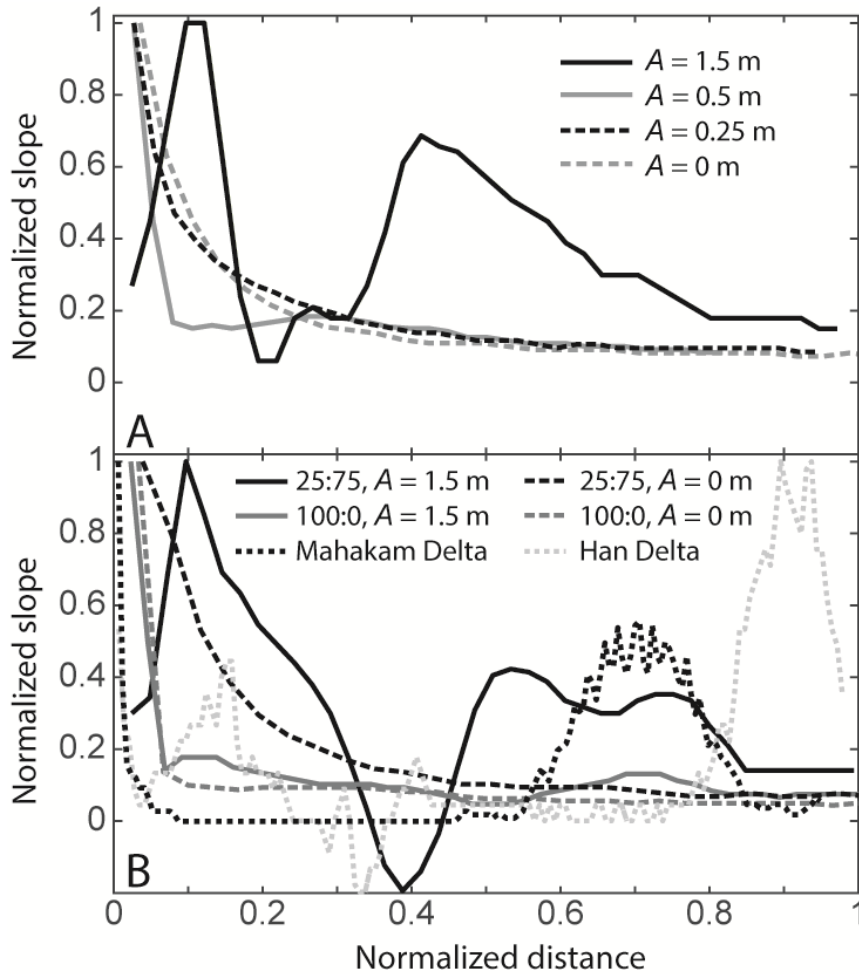 1
0.8
0.6
0.4
0.2
0
Normalized slope
A = 1.5 m
A = 0.5 m
A = 0.25 m
A = 0 m
A
1
0.8
0.6
0.4
0.2
0
Normalized slope
25:75, A = 1.5 m
25:75, A = 0 m
100:0, A = 1.5 m
100:0, A = 0 m
Mahakam Delta
Han Delta
B
0 0.2 0.4 0.6 0.8 1
Normalized distance